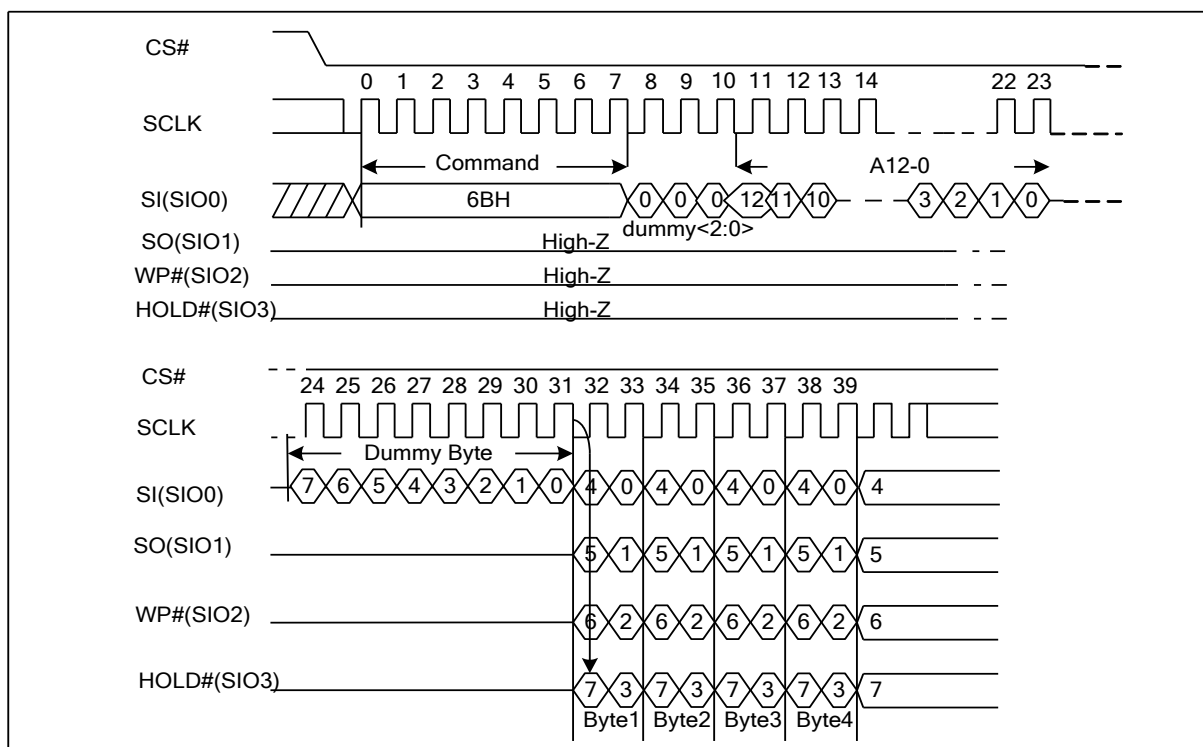 CS#
0 1 2 3 4 5 6 7 8 9 10 11 12 13 14 22 23
SCLK
Command A12-0
SI(SIO0) 6BH 0 0 0 12 11 10 3 2 1 0
dummy<2:0>
SO(SIO1) High-Z
WP#(SIO2) High-Z
HOLD#(SIO3) High-Z
CS#
24 25 26 27 28 29 30 31 32 33 34 35 36 37 38 39
SCLK
Dummy Byte
SI(SIO0) 7 6 5 4 3 2 1 0 4 0 4 0 4 0 4 0 4
SO(SIO1) 5 1 5 1 5 1 5 1 5
WP#(SIO2) 6 2 6 2 6 2 6 2 6
HOLD#(SIO3) 7 3 7 3 7 3 7 3 7
Byte1 Byte2 Byte3 Byte4